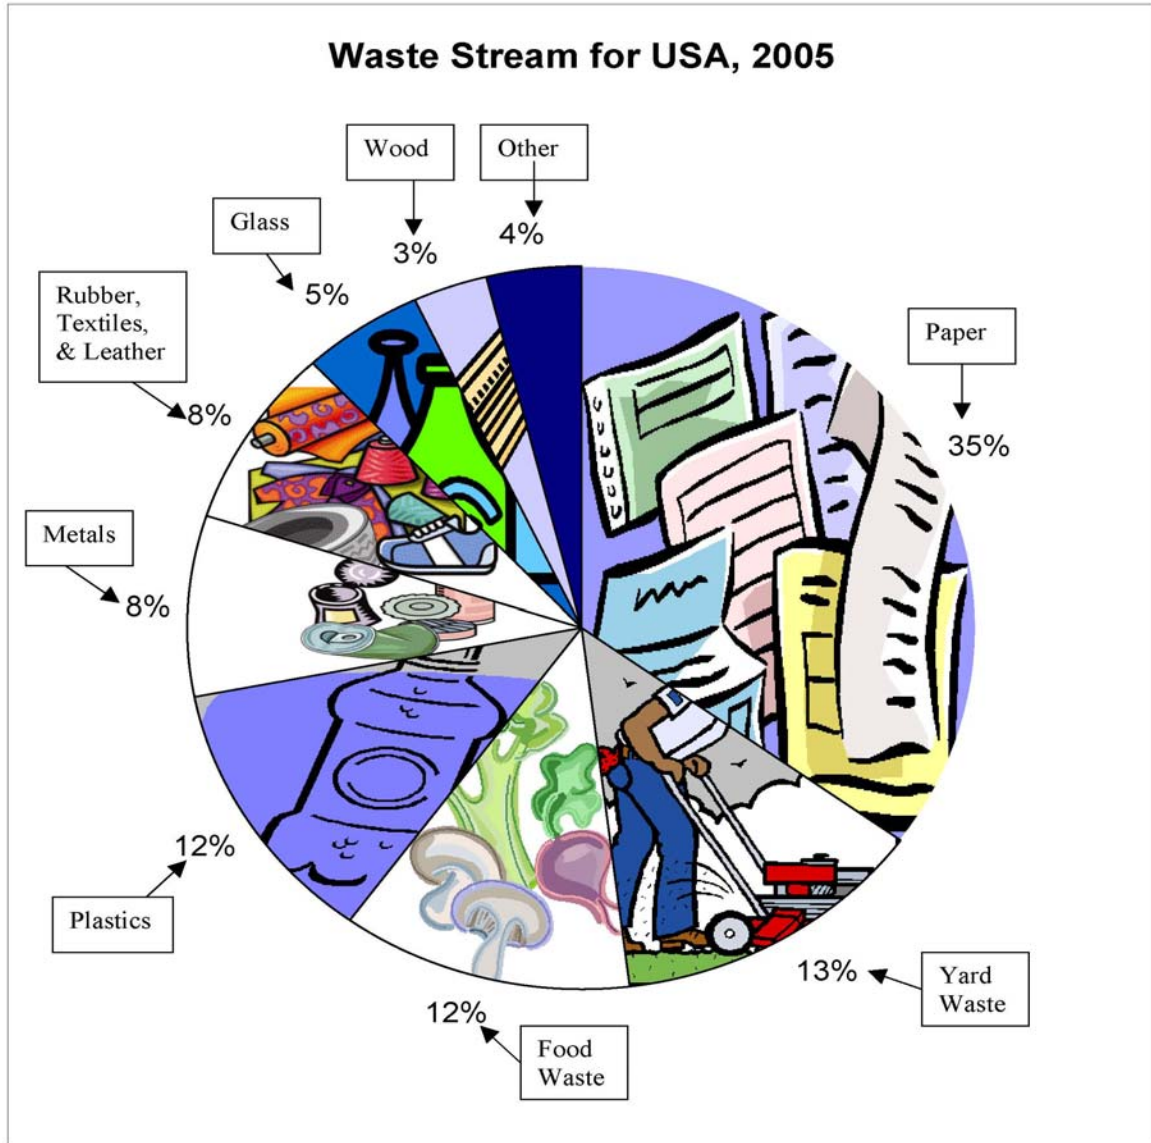 Waste Stream for USA, 2005
Wood
Other
Glass
4%
3%
Rubber,
Textiles,
& Leather
5%
Paper
8%
35%
Metals
8%
12%
Plastics
13%
Yard
Waste
12%
Food
Waste